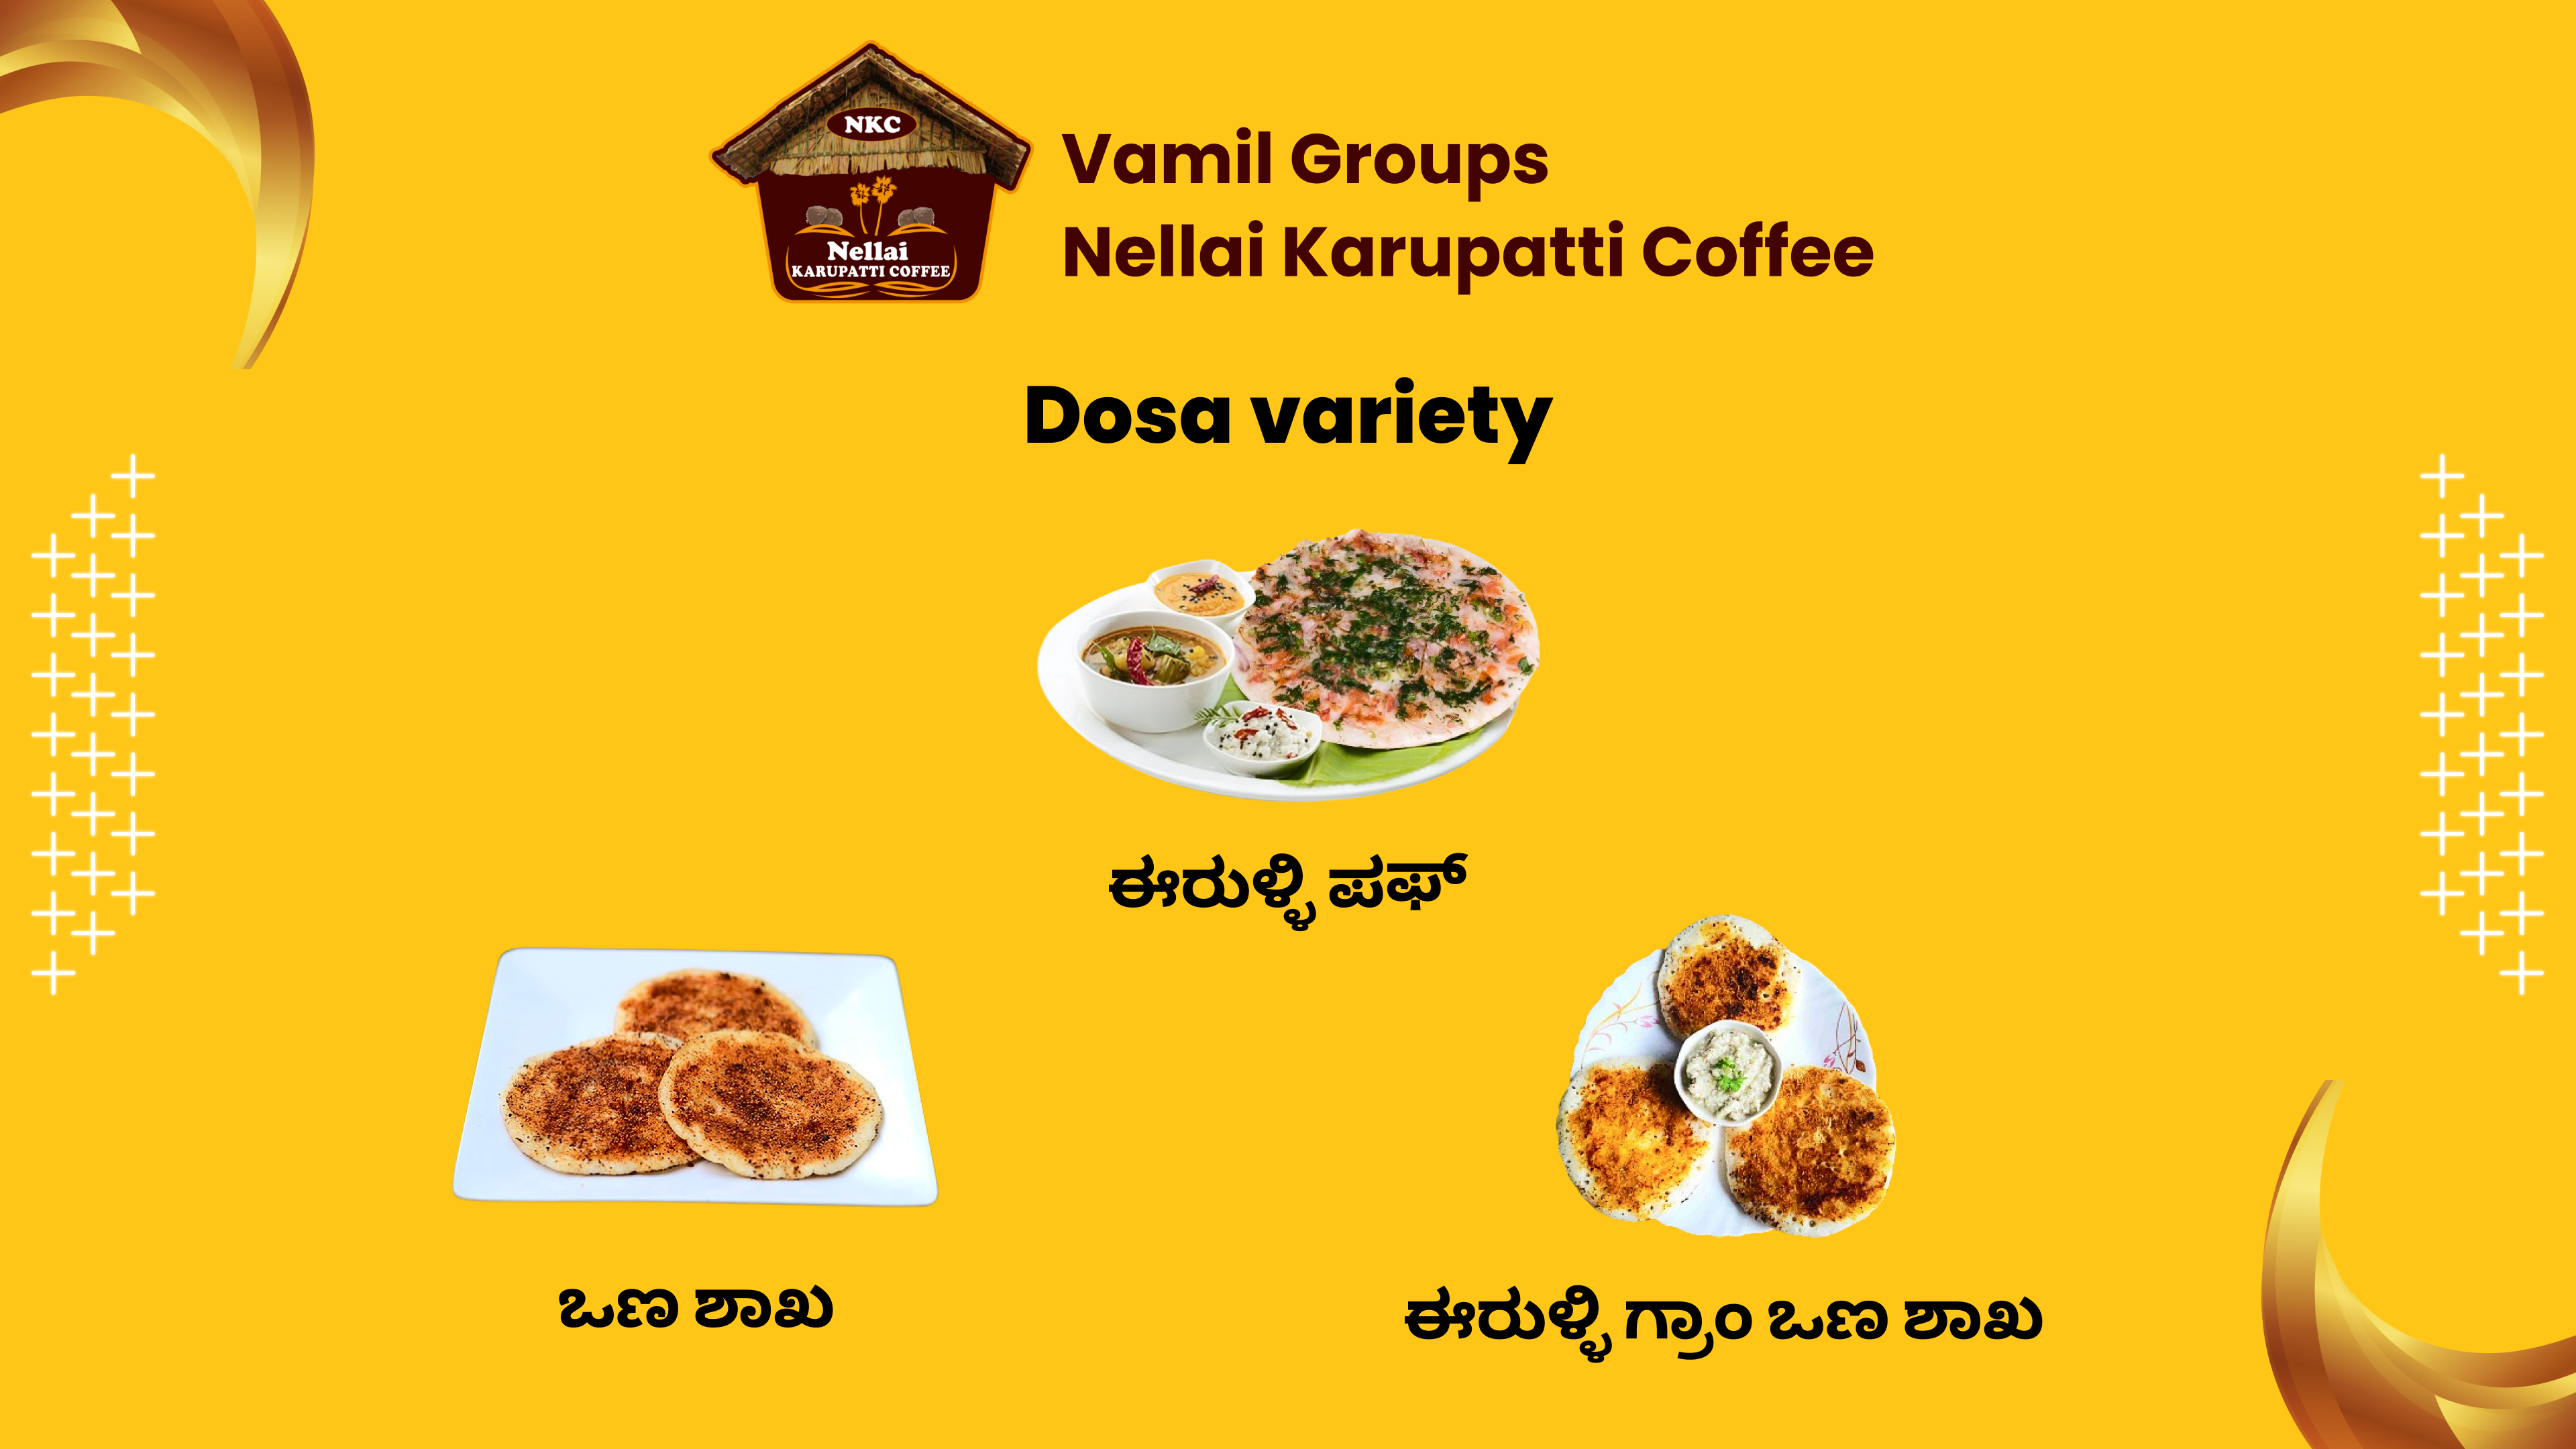 NKC
Nellai
KARUPATTI COFFEE
Vamil Groups
Nellai Karupatti Coffee
Dosa variety
ಈರುಳ್ಳಿ ಪಫ್
ಒಣ ಶಾಖ
ಈರುಳ್ಳಿ ಗ್ರಾಂ ಒಣ ಶಾಖ